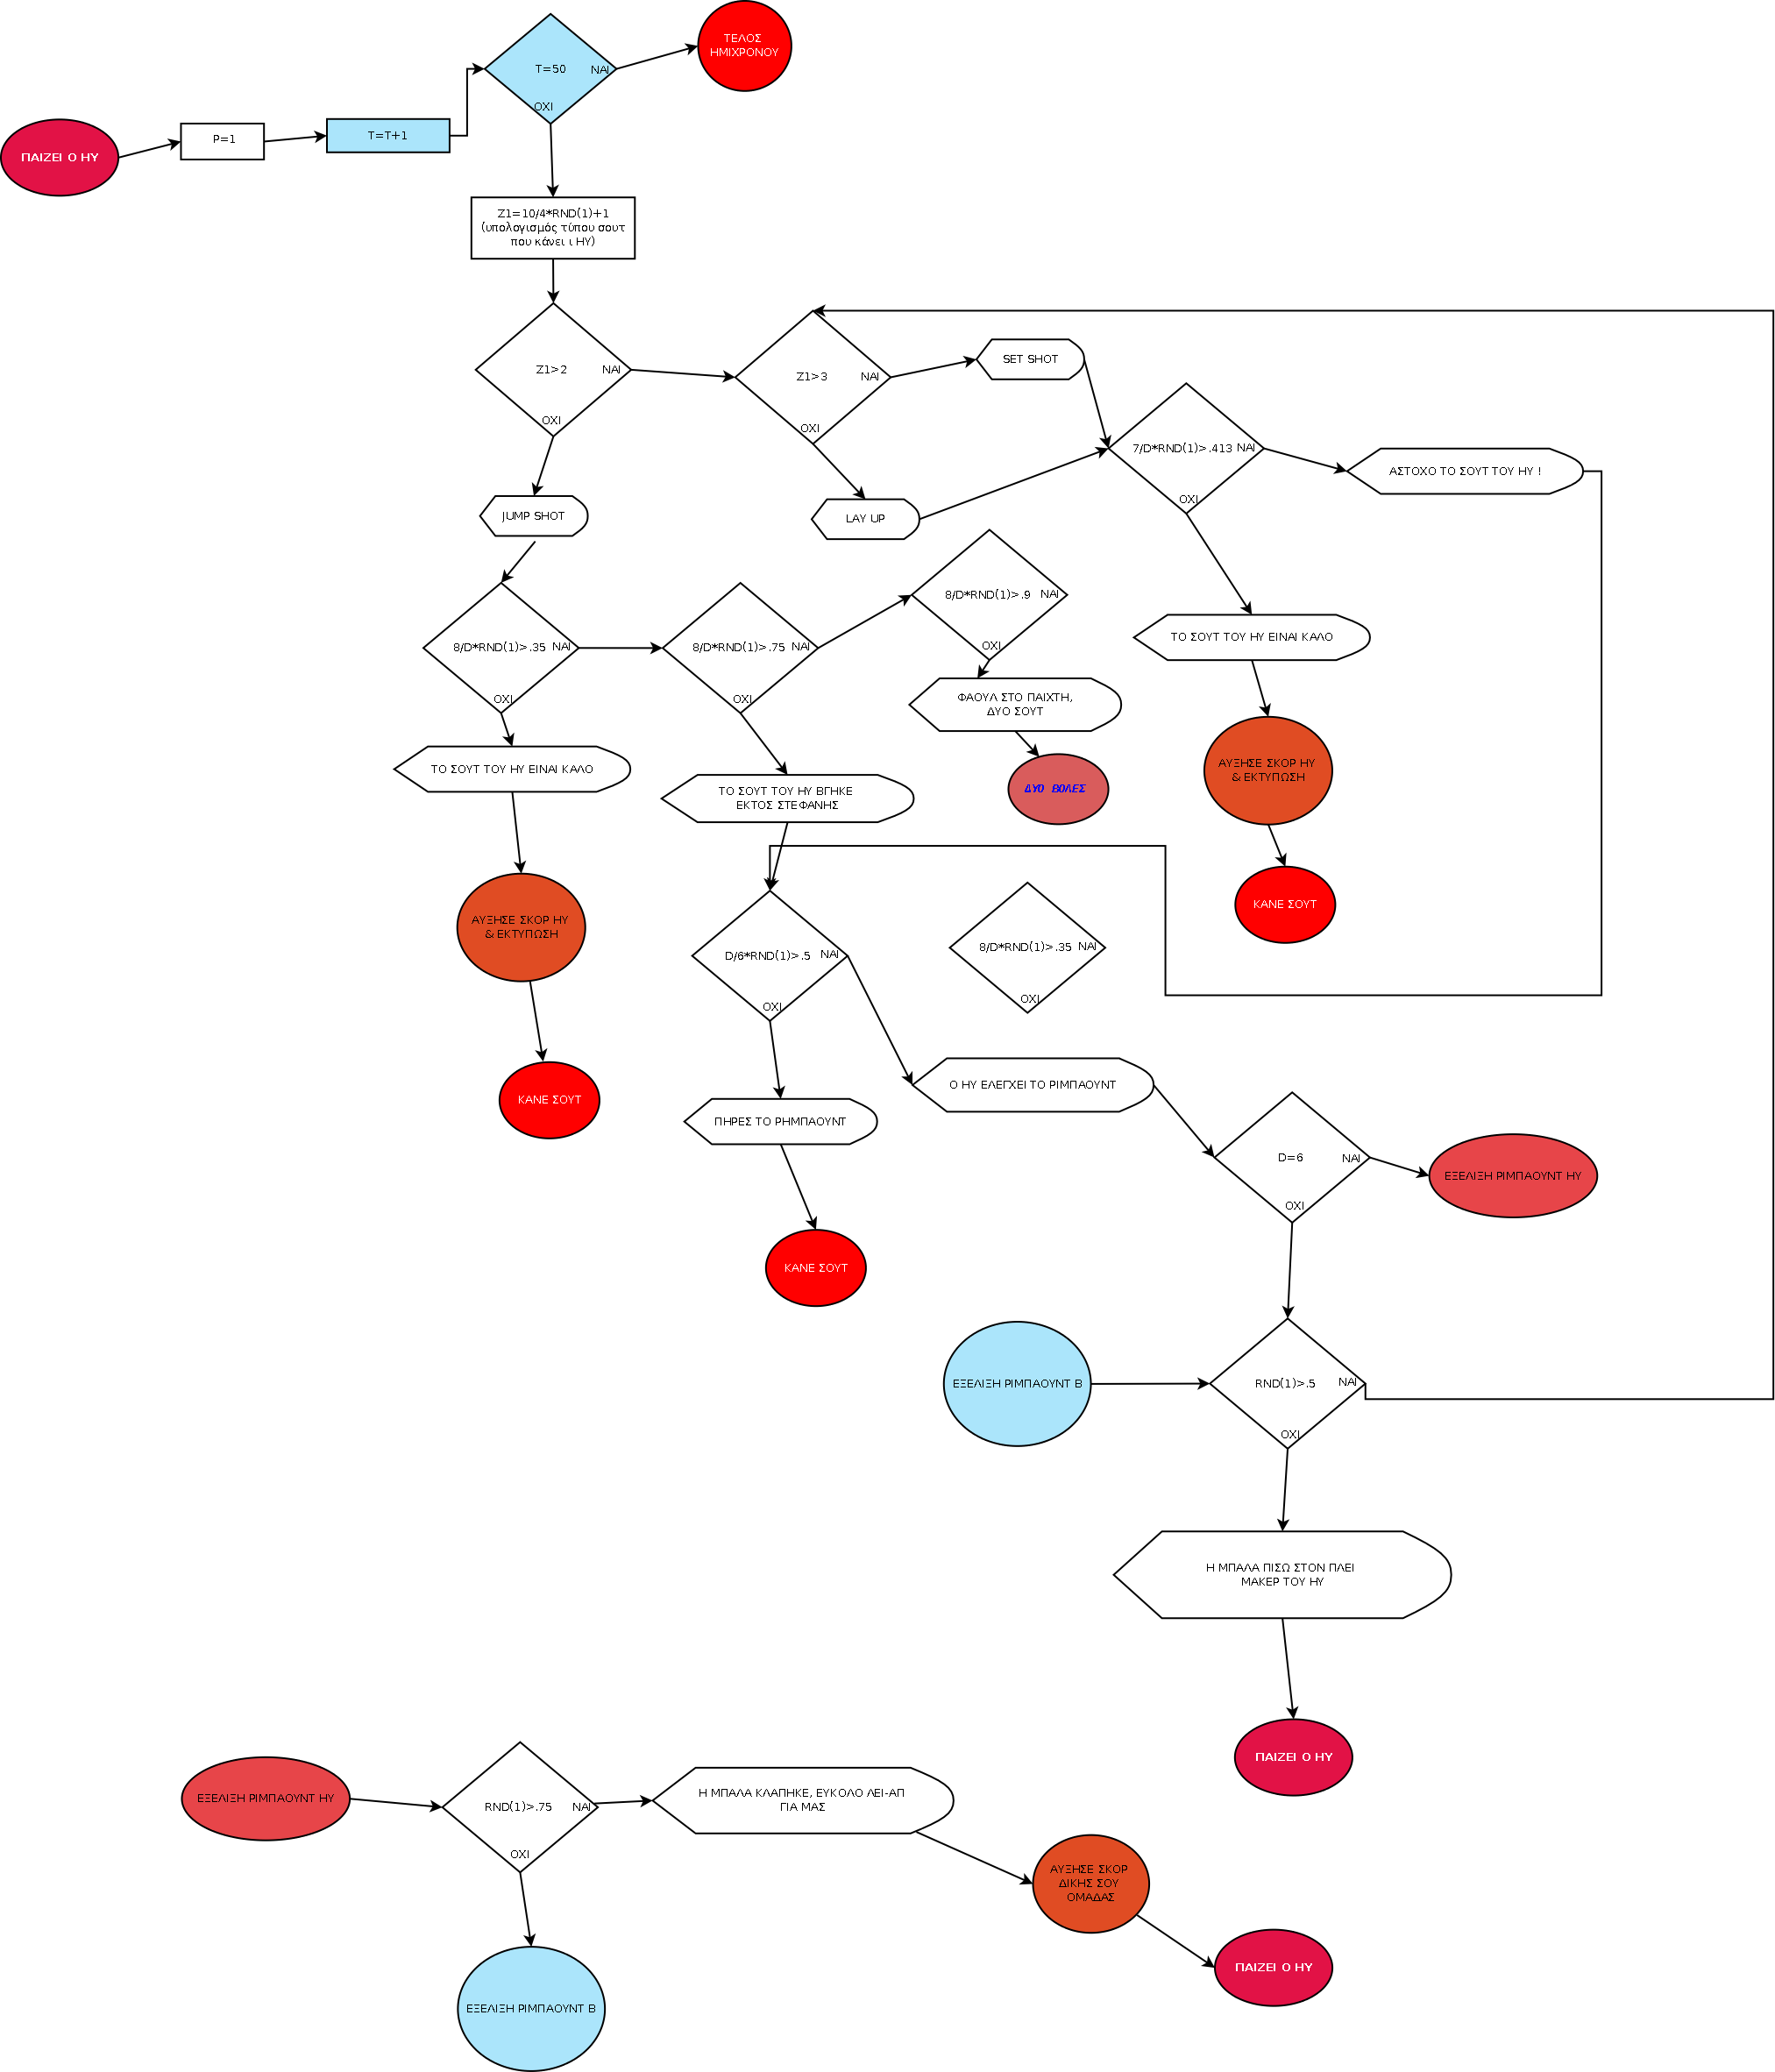 ΤΕΛΟΣ
ΗΜΙΧΡΟΝΟΥ
T=50
ΝΑΙ
ΟΧΙ
ΠΑΙΖΕΙ Ο ΗΥ
P=1
T=T+1
Z1=10/4*RND(1)+1
(υπολογισμός τύπου σουτ
που κάνει ι ΗΥ)
Z1>2
ΝΑΙ
ΟΧΙ
Z1>3
ΝΑΙ
ΟΧΙ
SET SHOT
7/D*RND(1)>.413
ΝΑΙ
ΟΧΙ
ΑΣΤΟΧΟ ΤΟ ΣΟΥΤ ΤΟΥ ΗΥ !
JUMP SHOT
LAY UP
8/D*RND(1)>.35
ΝΑΙ
ΟΧΙ
8/D*RND(1)>.75
ΝΑΙ
ΟΧΙ
8/D*RND(1)>.9
ΝΑΙ
ΟΧΙ
ΤΟ ΣΟΥΤ ΤΟΥ ΗΥ ΕΙΝΑΙ ΚΑΛΟ
ΦΑΟΥΛ ΣΤΟ ΠΑΙΧΤΗ,
ΔΥΟ ΣΟΥΤ
ΤΟ ΣΟΥΤ ΤΟΥ ΗΥ ΕΙΝΑΙ ΚΑΛΟ
ΤΟ ΣΟΥΤ ΤΟΥ ΗΥ ΒΓΗΚΕ
ΕΚΤΟΣ ΣΤΕΦΑΝΗΣ
ΔΥΟ ΒΟΛΕΣ
ΑΥΞΗΣΕ ΣΚΟΡ ΗΥ
& ΕΚΤΥΠΩΣΗ
ΚΑΝΕ ΣΟΥΤ
ΑΥΞΗΣΕ ΣΚΟΡ ΗΥ
& ΕΚΤΥΠΩΣΗ
D/6*RND(1)>.5
ΝΑΙ
ΟΧΙ
8/D*RND(1)>.35
ΝΑΙ
ΟΧΙ
ΚΑΝΕ ΣΟΥΤ
ΠΗΡΕΣ ΤΟ ΡΗΜΠΑΟΥΝΤ
Ο ΗΥ ΕΛΕΓΧΕΙ ΤΟ ΡΙΜΠΑΟΥΝΤ
D=6
ΝΑΙ
ΟΧΙ
ΕΞΕΛΙΞΗ ΡΙΜΠΑΟΥΝΤ ΗΥ
ΚΑΝΕ ΣΟΥΤ
ΕΞΕΛΙΞΗ ΡΙΜΠΑΟΥΝΤ Β
RND(1)>.5
ΝΑΙ
ΟΧΙ
Η ΜΠΑΛΑ ΠΙΣΩ ΣΤΟΝ ΠΛΕΙ
ΜΑΚΕΡ ΤΟΥ ΗΥ
ΠΑΙΖΕΙ Ο ΗΥ
ΕΞΕΛΙΞΗ ΡΙΜΠΑΟΥΝΤ ΗΥ
RND(1)>.75
ΝΑΙ
ΟΧΙ
Η ΜΠΑΛΑ ΚΛΑΠΗΚΕ, ΕΥΚΟΛΟ ΛΕΙ-ΑΠ
ΓΙΑ ΜΑΣ
ΑΥΞΗΣΕ ΣΚΟΡ
ΔΙΚΗΣ ΣΟΥ
ΟΜΑΔΑΣ
ΠΑΙΖΕΙ Ο ΗΥ
ΕΞΕΛΙΞΗ ΡΙΜΠΑΟΥΝΤ Β